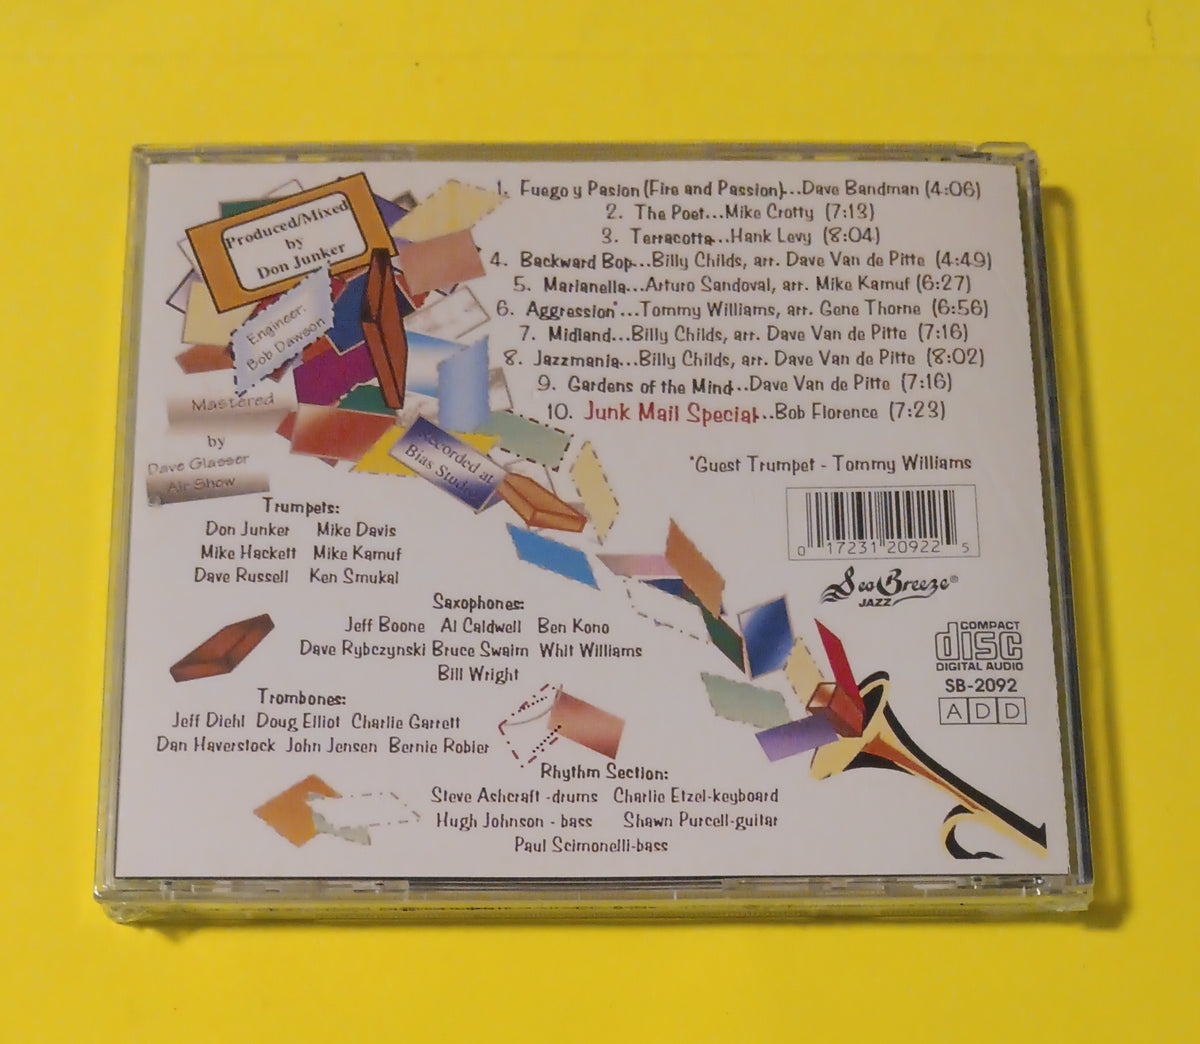 Produced/Mixed
by
Don Junker
Engineer:
Bob Dawson
Mastered
by
Dave Glasser
Air Show
Recorded at
Bias Studio
1. Fuego y Pasion (Fire and Passion)...Dave Bandman (4:06)
2. The Poet...Mike Crotty (7:13)
3. Terracotta...Hank Levy (8:04)
4. Backward Bop...Billy Childs, arr. Dave Van de Pitte (4:49)
5. Marianella...Arturo Sandoval, arr. Mike Kamuf (6:27)
6. Aggression*...Tommy Williams, arr. Gene Thorne (6:56)
7. Midland...Billy Childs, arr. Dave Van de Pitte (7:16)
8. Jazzmania...Billy Childs, arr. Dave Van de Pitte (8:02)
9. Gardens of the Mind...Dave Van de Pitte (7:16)
10. Junk Mail Special...Bob Florence (7:23)
*Guest Trumpet - Tommy Williams
0 17231 20922 5
Sea Breeze®
JAZZ
COMPACT
disc
DIGITAL AUDIO
SB-2092
A D D
Trumpets:
Don Junker Mike Davis
Mike Hackett Mike Kamuf
Dave Russell Ken Smukal
Saxophones:
Jeff Boone Al Caldwell Ben Kono
Dave Rybczynski Bruce Swaim Whit Williams
Bill Wright
Trombones:
Jeff Diehl Doug Elliot Charlie Garrett
Dan Haverstock John Jensen Bernie Robier
Rhythm Section:
Steve Ashcraft -drums Charlie Etzel-keyboard
Hugh Johnson - bass Shawn Purcell-guitar
Paul Scimonelli-bass